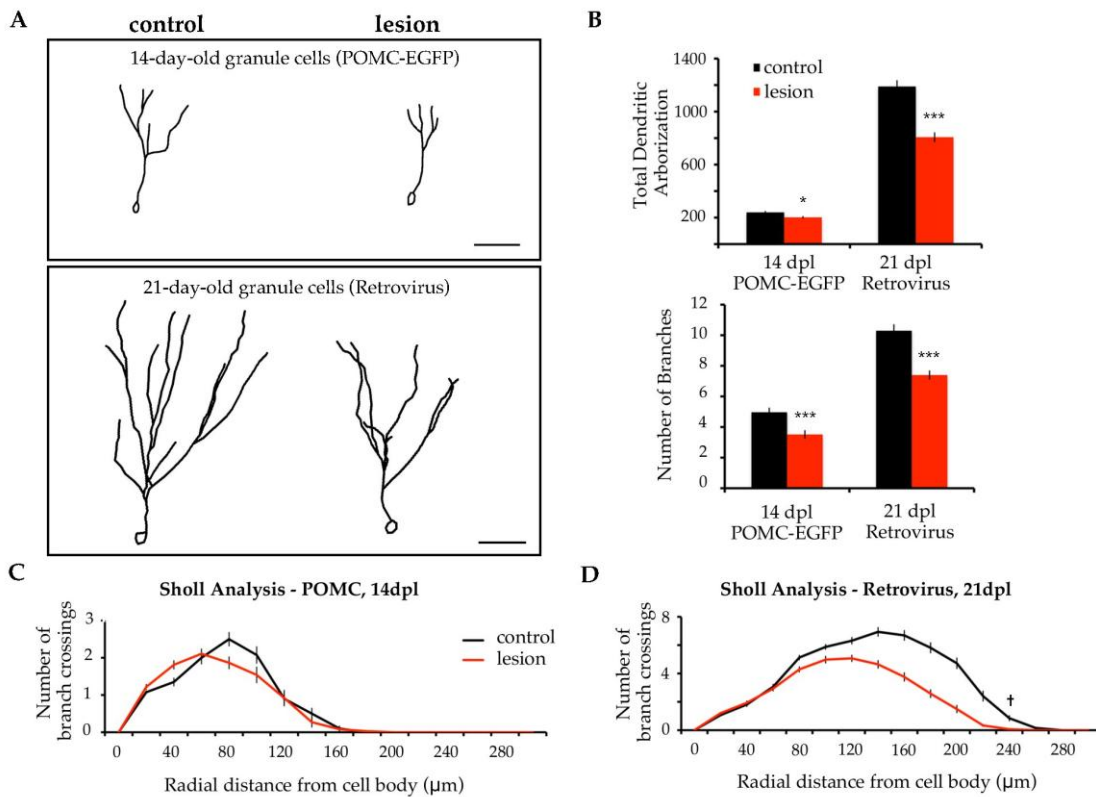 A
control
lesion
14-day-old granule cells (POMC-EGFP)
21-day-old granule cells (Retrovirus)
B
control
lesion
Total Dendritic
Arborization
1400
1000
600
200
*
***
14 dpl
POMC-EGFP
21 dpl
Retrovirus
Number of Branches
12
10
8
6
4
2
0
***
***
14 dpl
POMC-EGFP
21 dpl
Retrovirus
C
Sholl Analysis - POMC, 14dpl
Number of
branch crossings
3
2
1
0
control
lesion
0 40 80 120 160 200 240 280
Radial distance from cell body (µm)
D
Sholl Analysis - Retrovirus, 21dpl
Number of
branch crossings
8
4
0
†
0 40 80 120 160 200 240 280
Radial distance from cell body (µm)